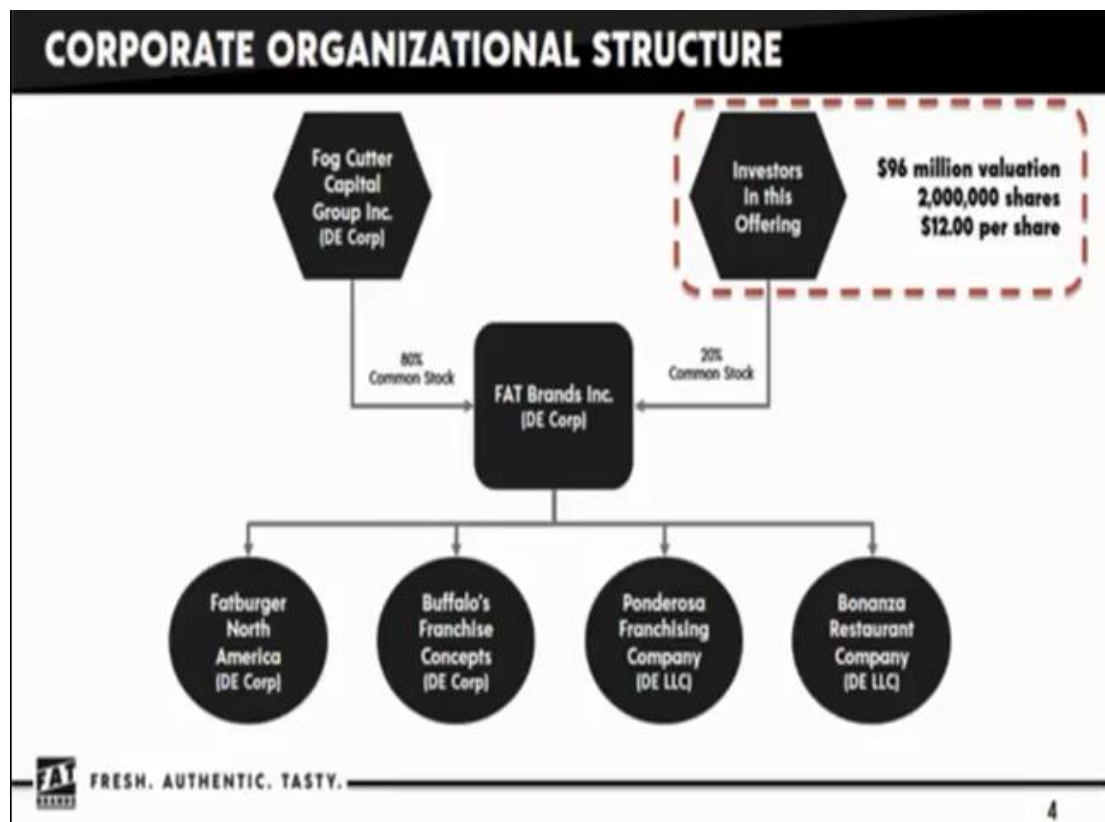 CORPORATE ORGANIZATIONAL STRUCTURE
Fog Cutter
Capital
Group Inc.
(DE Corp)
Investors
In this
Offering
$96 million valuation
2,000,000 shares
$12.00 per share
80%
Common Stock
20%
Common Stock
FAT Brands Inc.
(DE Corp)
Fatburger
North
America
(DE Corp)
Buffalo's
Franchise
Concepts
(DE Corp)
Ponderosa
Franchising
Company
(DE LLC)
Bonanza
Restaurant
Company
(DE LLC)
FAT
BRANDS
FRESH. AUTHENTIC. TASTY.
4